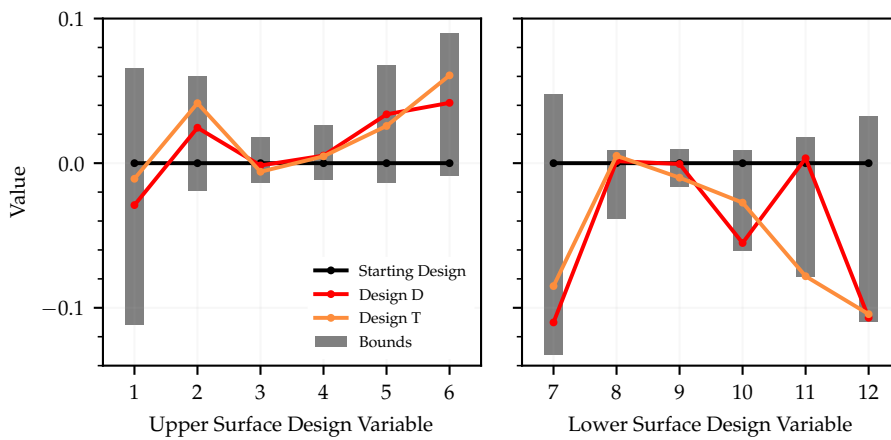 0.1
0.0
−0.1
Value
Starting Design
Design D
Design T
Bounds
1 2 3 4 5 6
7 8 9 10 11 12
Upper Surface Design Variable
Lower Surface Design Variable